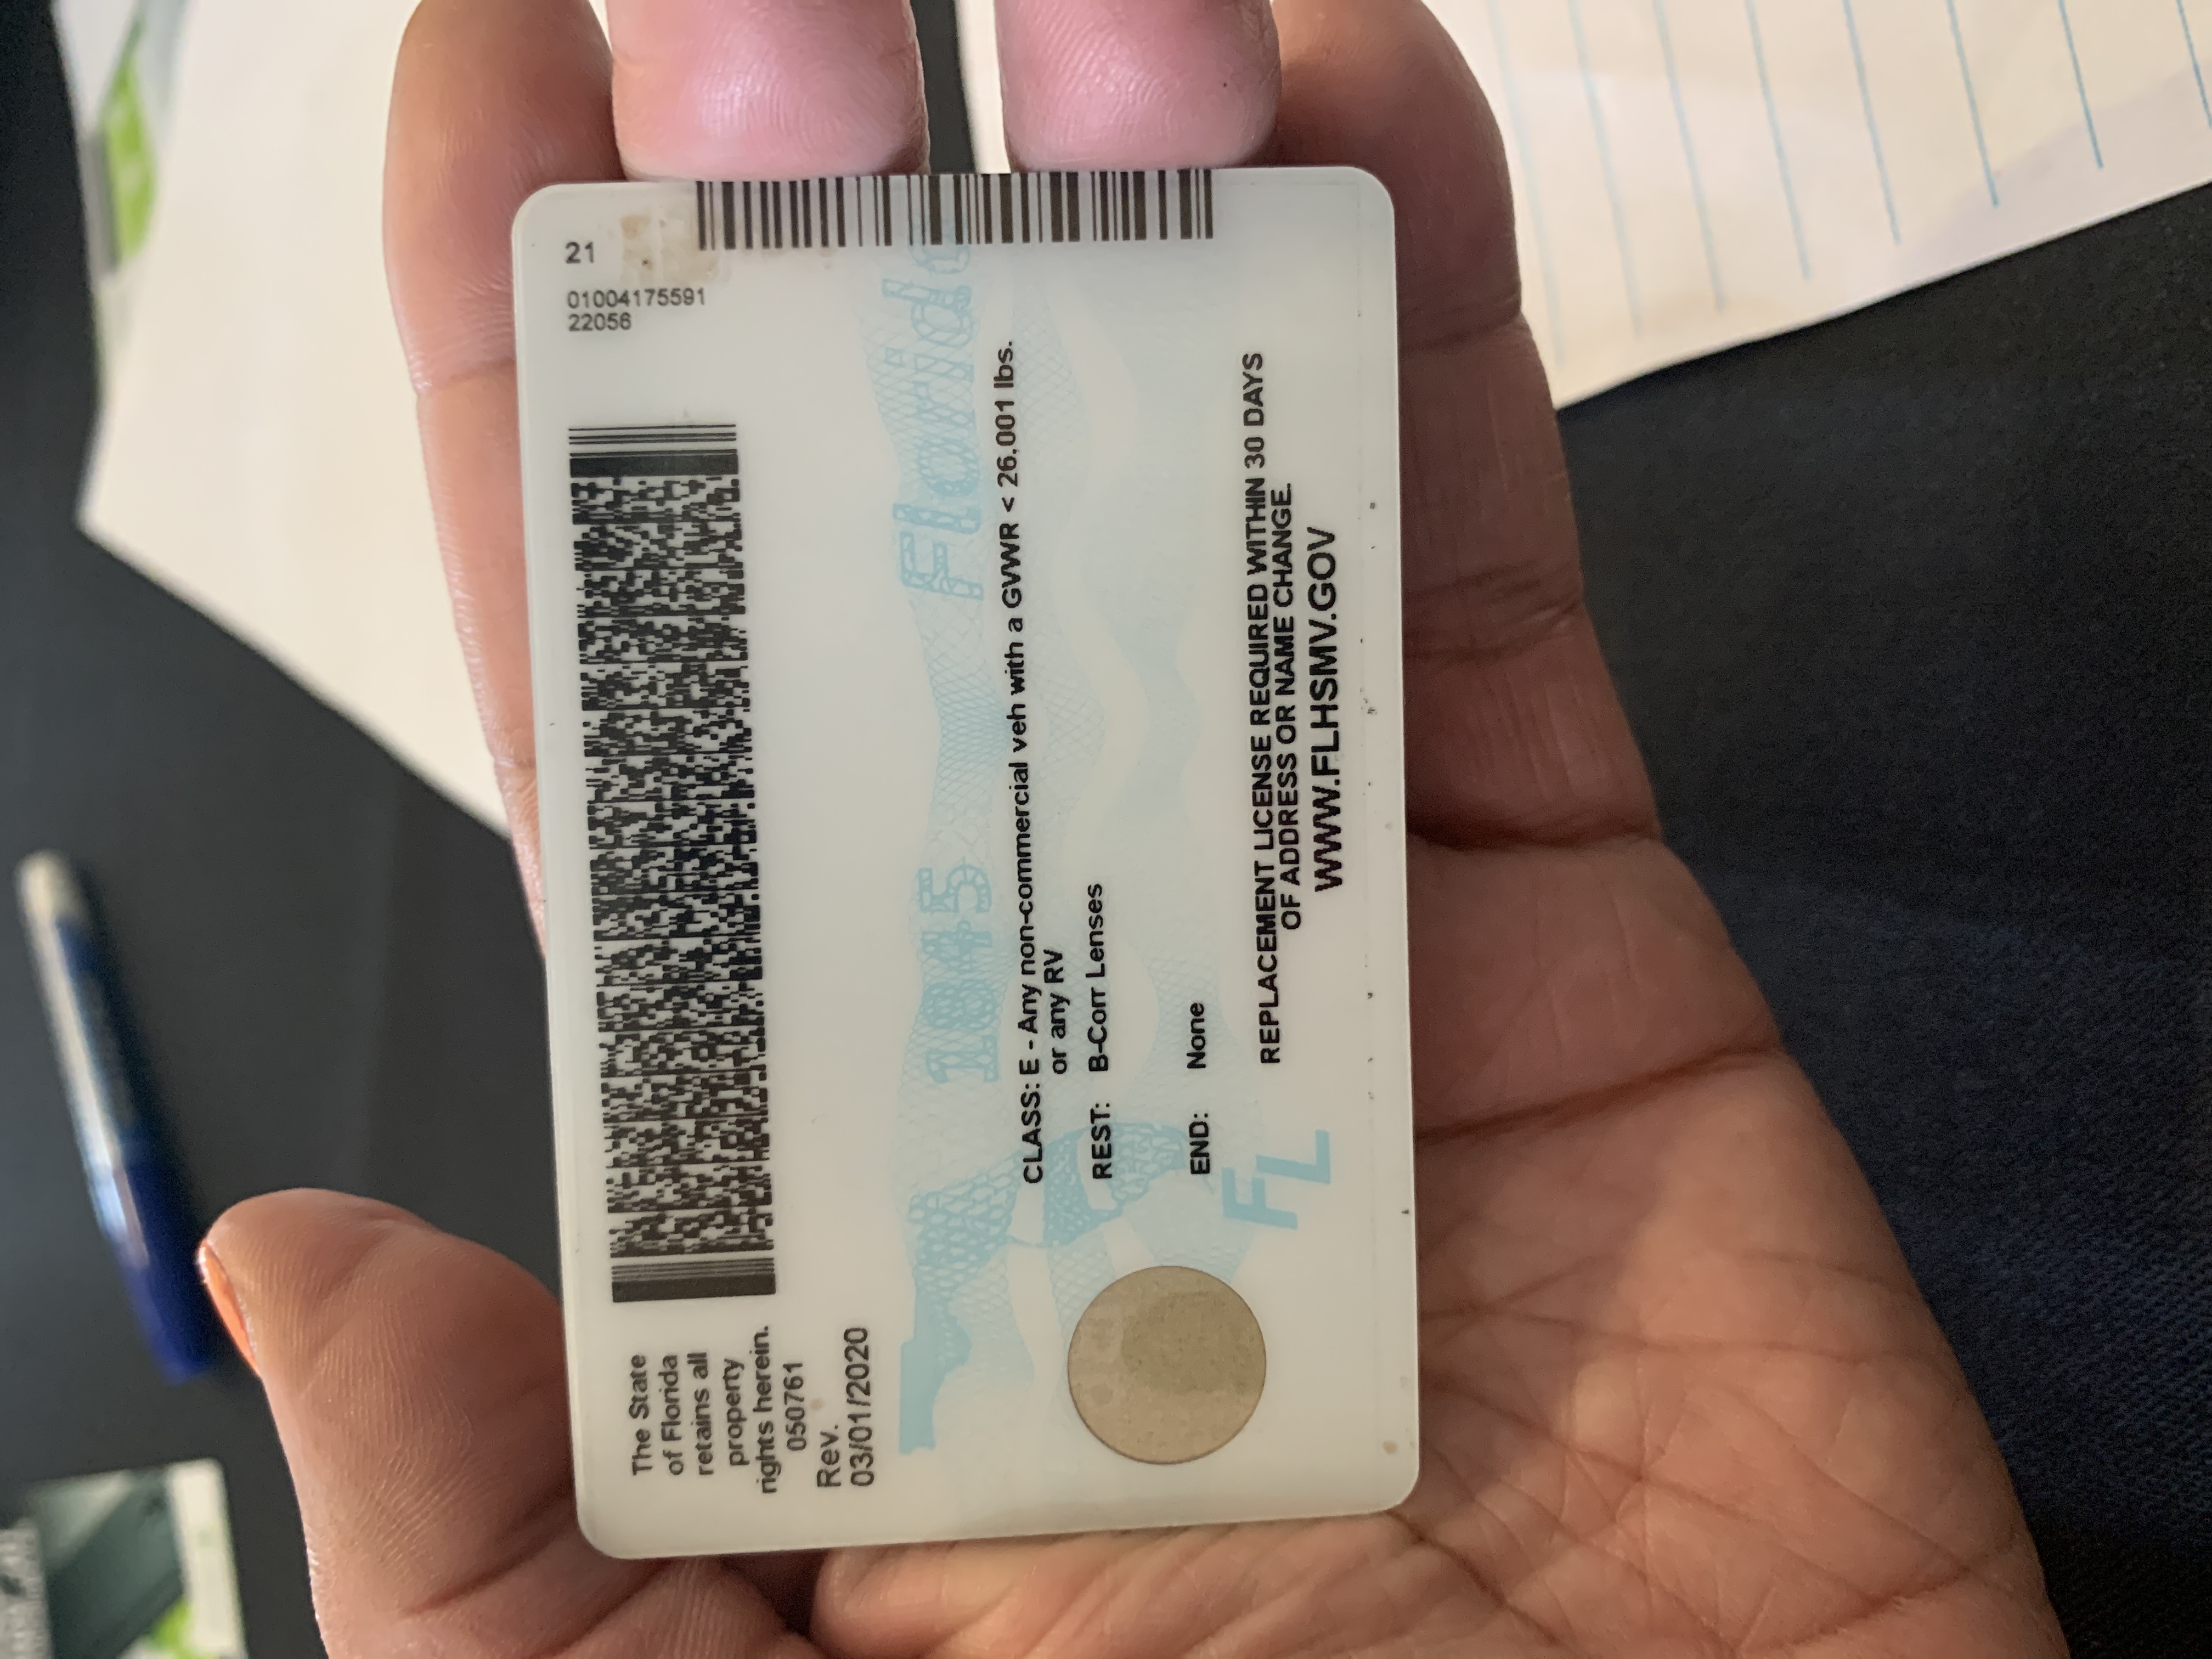 The State
of Florida
retains all
property
rights herein.
050761
Rev.
03/01/2020
21
01004175591
22056
1845 Florida
CLASS: E - Any non-commercial veh with a GVWR < 26,001 lbs.
or any RV
REST: B-Corr Lenses
END: None
FL
REPLACEMENT LICENSE REQUIRED WITHIN 30 DAYS
OF ADDRESS OR NAME CHANGE.
WWW.FLHSMV.GOV